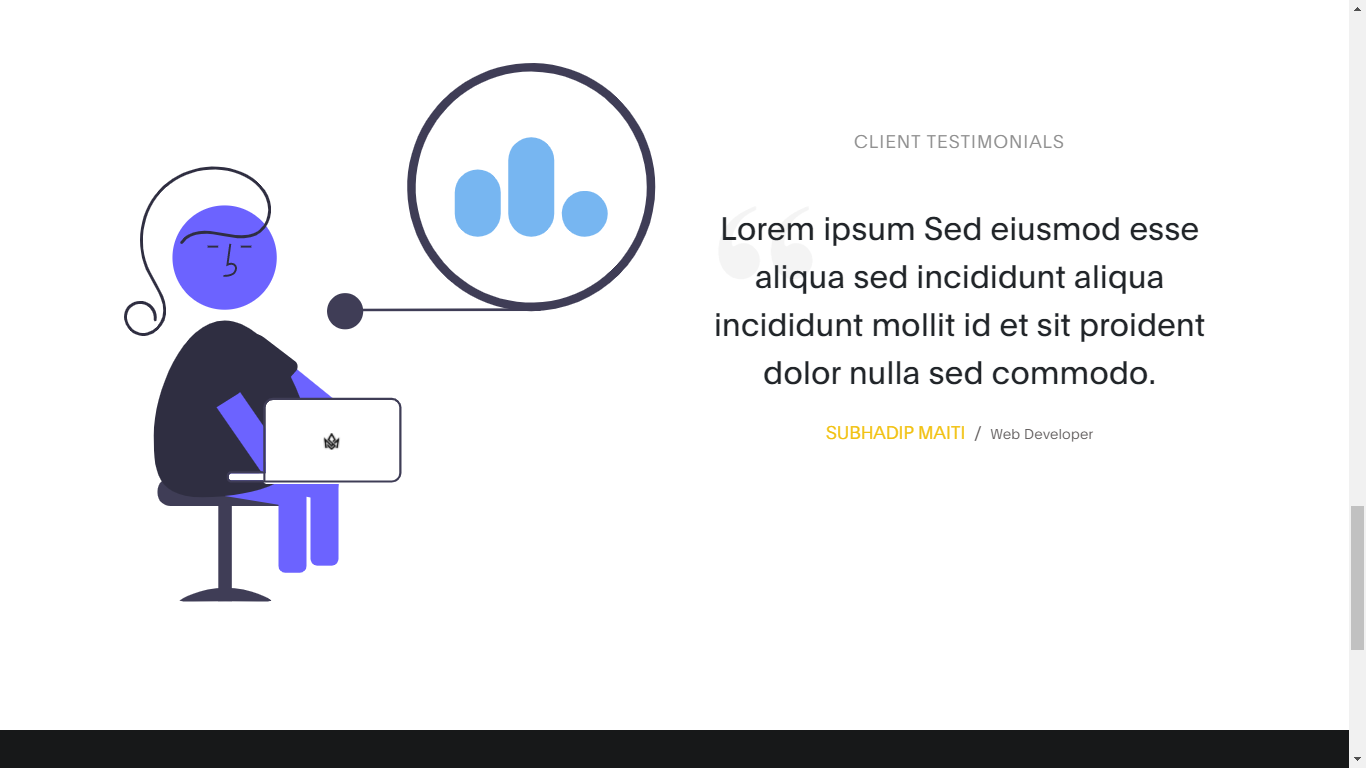 CLIENT TESTIMONIALS
Lorem ipsum Sed eiusmod esse
aliqua sed incididunt aliqua
incididunt mollit id et sit proident
dolor nulla sed commodo.
SUBHADIP MAITI / Web Developer